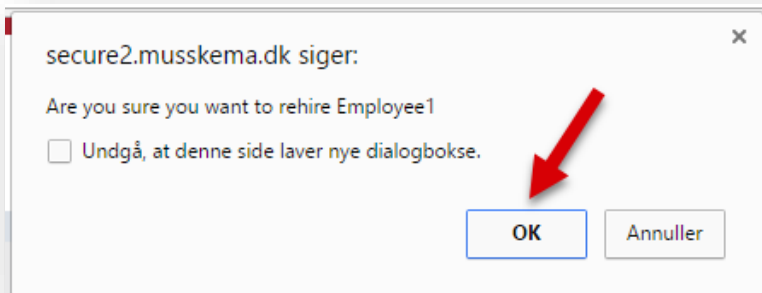 secure2.musskema.dk siger:
Are you sure you want to rehire Employee1
Undgå, at denne side laver nye dialogbokse.
OK
Annuller